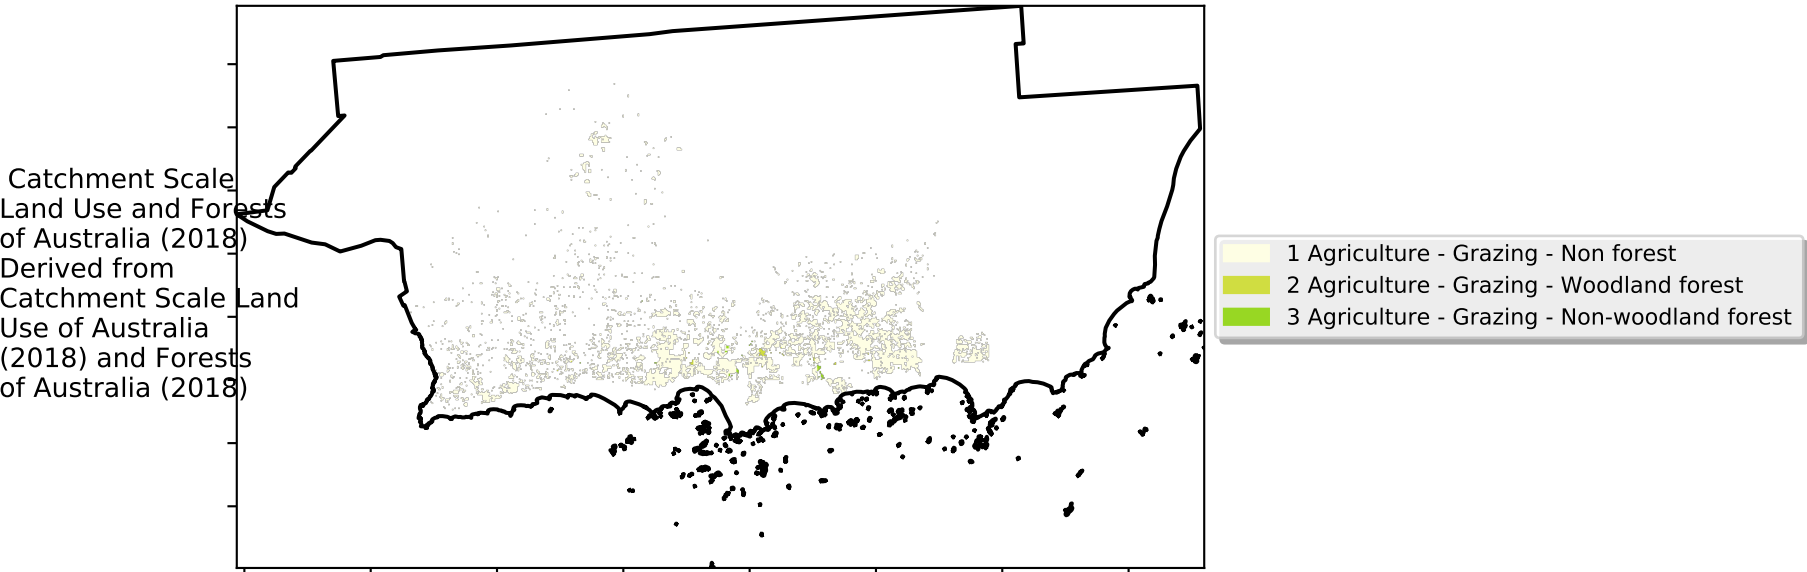 Catchment Scale
Land Use and Forests
of Australia (2018)
Derived from
Catchment Scale Land
Use of Australia
(2018) and Forests
of Australia (2018)
1 Agriculture - Grazing - Non forest
2 Agriculture - Grazing - Woodland forest
3 Agriculture - Grazing - Non-woodland forest